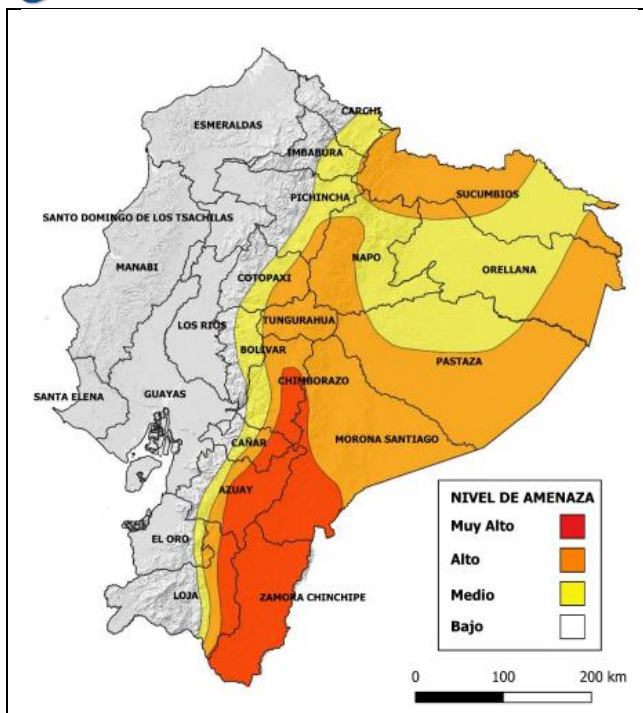 CARCHI
ESMERALDAS
IMBABURA
SUCUMBIOS
PICHINCHA
SANTO DOMINGO DE LOS TSACHILAS
NAPO
MANABI
ORELLANA
COTOPAXI
TUNGURAHUA
LOS RIOS
BOLIVAR
PASTAZA
CHIMBORAZO
SANTA ELENA
GUAYAS
MORONA SANTIAGO
CAÑAR
AZUAY
EL ORO
LOJA
ZAMORA CHINCHIPE
NIVEL DE AMENAZA
Muy Alto
Alto
Medio
Bajo
0 100 200 km